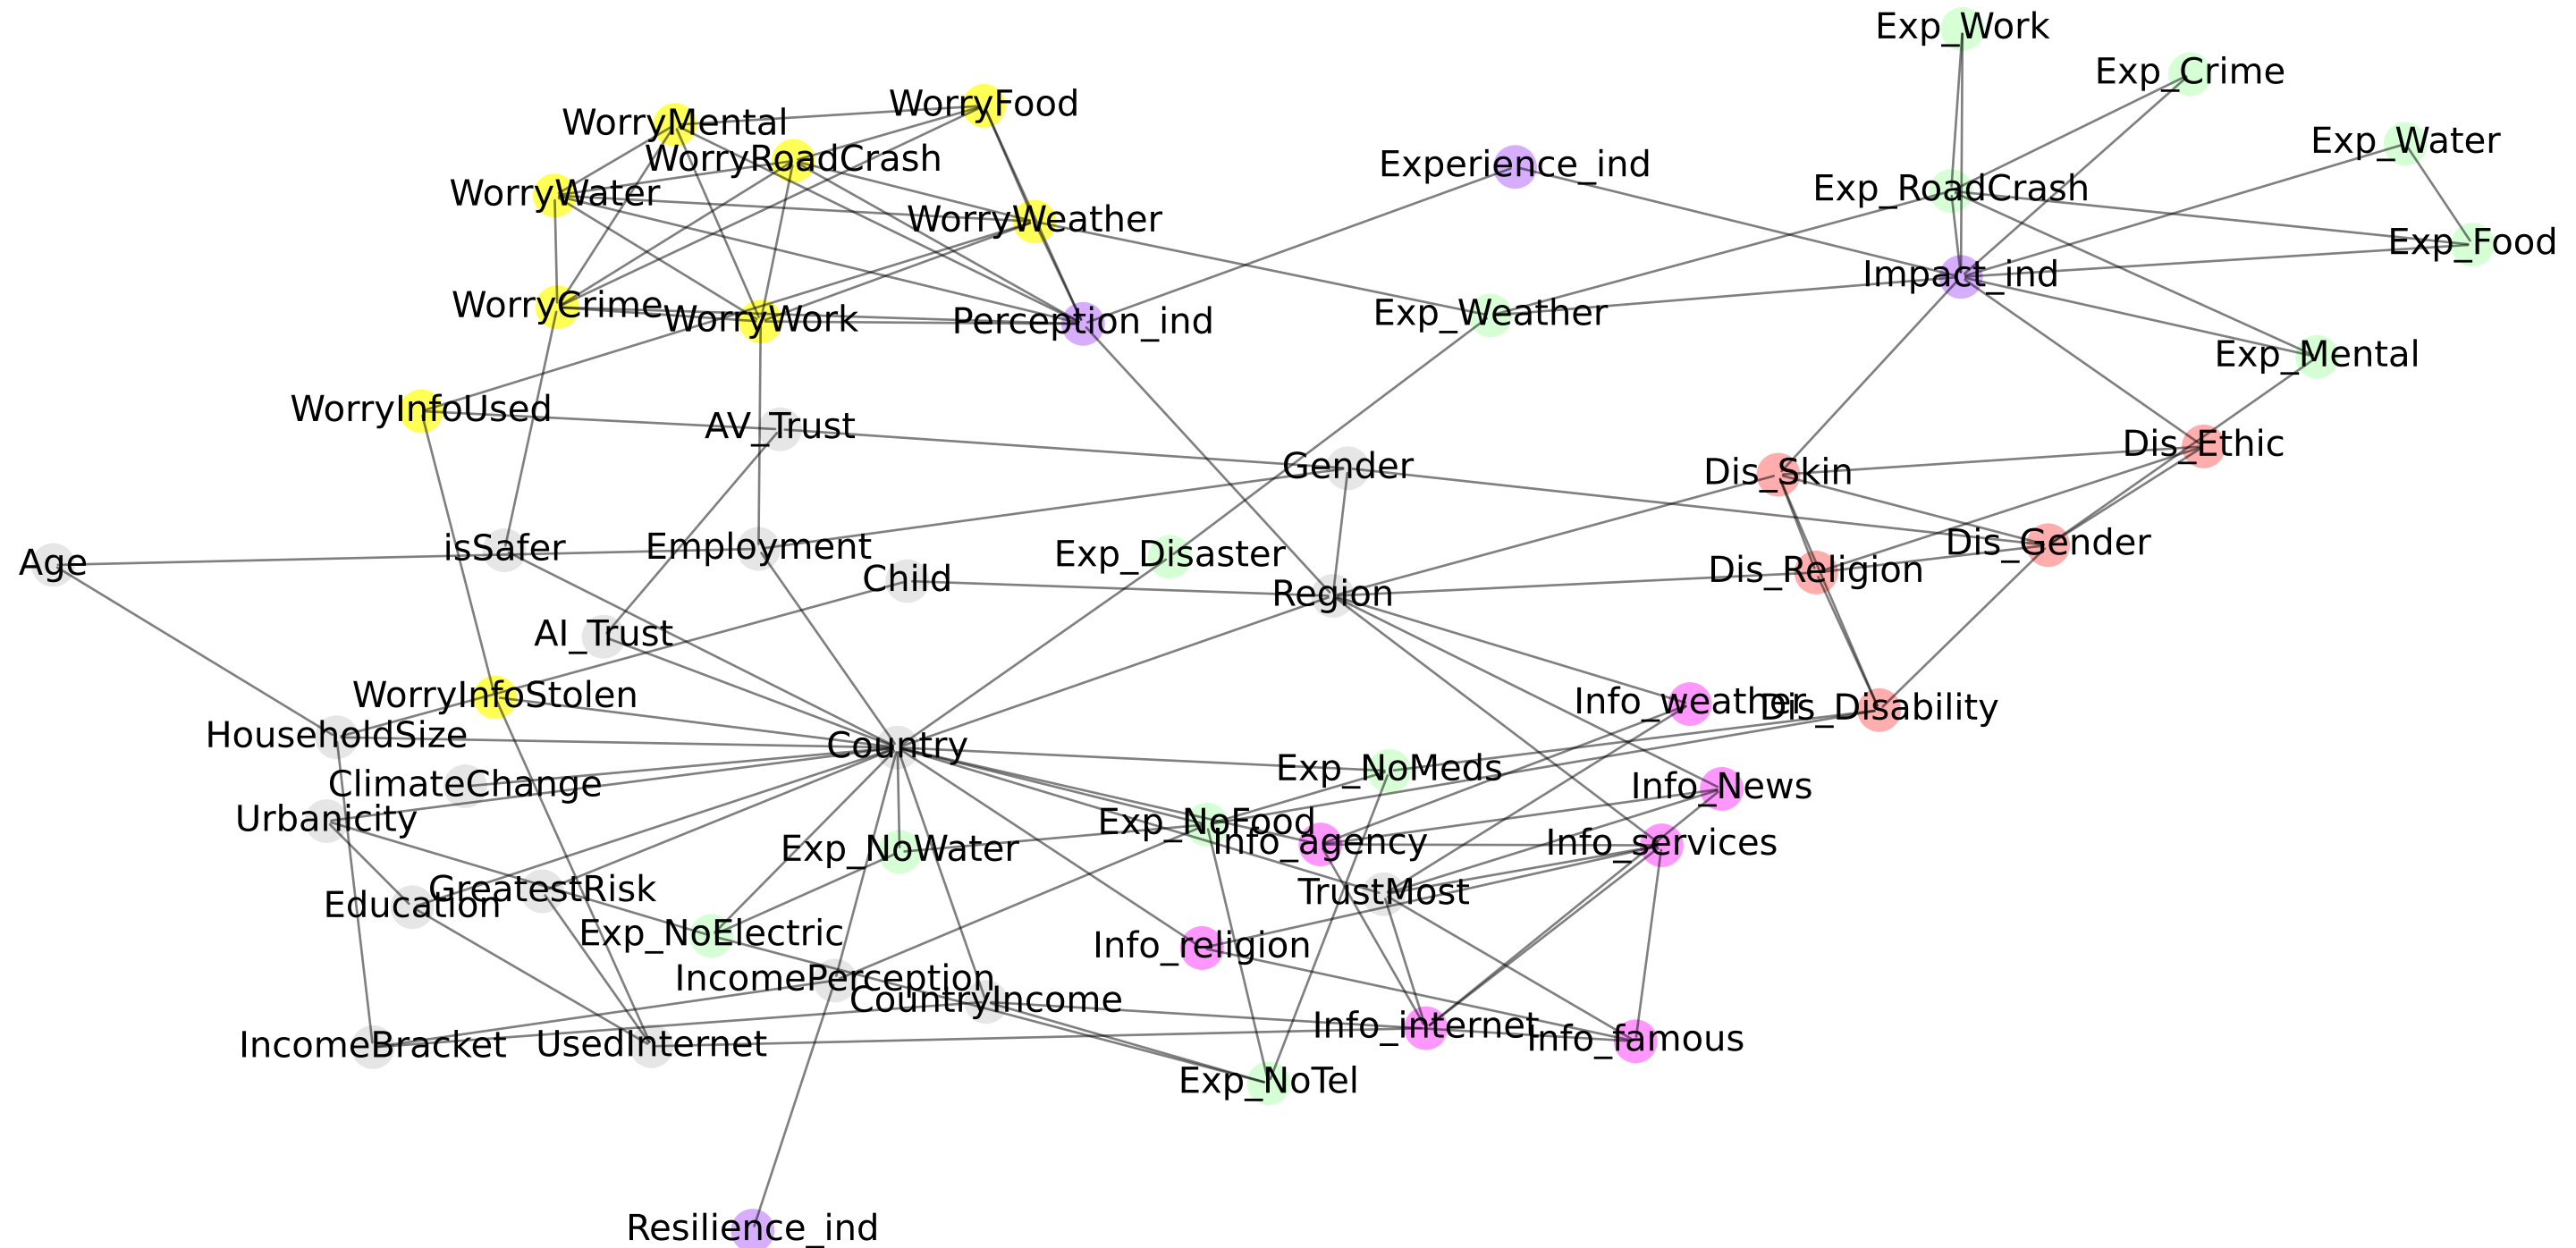 Exp_Work
Exp_Crime
WorryFood
WorryMental
Exp_Water
WorryRoadCrash
Experience_ind
Exp_RoadCrash
WorryWater
WorryWeather
Exp_Food
Impact_ind
WorryCrime
WorryWork
Perception_ind
Exp_Weather
Exp_Mental
WorryInfoUsed
AV_Trust
Dis_Ethic
Gender
Dis_Skin
isSafer
Employment
Dis_Gender
Exp_Disaster
Age
Child
Dis_Religion
Region
AI_Trust
WorryInfoStolen
Info_weather
Dis_Disability
HouseholdSize
Country
Exp_NoMeds
ClimateChange
Info_News
Urbanicity
Exp_NoFood
Info_agency
Info_services
Exp_NoWater
GreatestRisk
TrustMost
Education
Exp_NoElectric
Info_religion
IncomePerception
CountryIncome
Info_internet
Info_famous
IncomeBracket
UsedInternet
Exp_NoTel
Resilience_ind